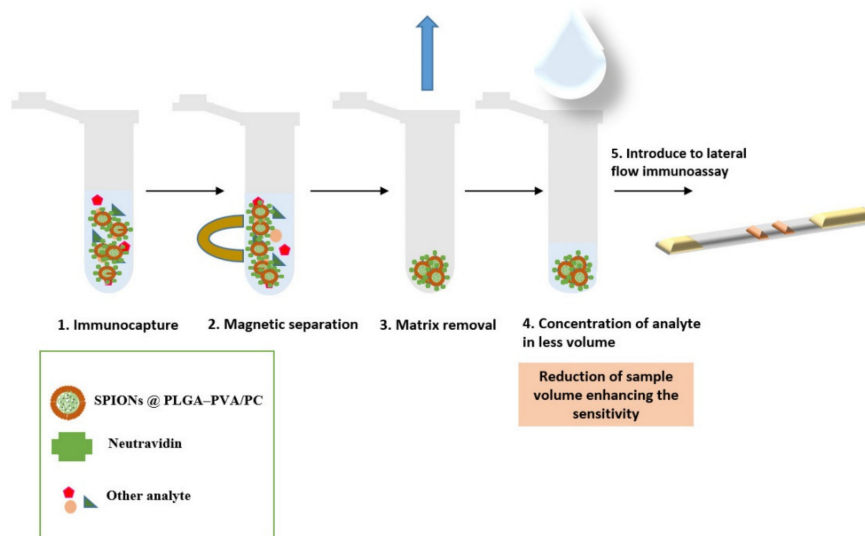 5. Introduce to lateral
flow immunoassay
1. Immunocapture
2. Magnetic separation
3. Matrix removal
4. Concentration of analyte
in less volume
Reduction of sample
volume enhancing the
sensitivity
SPIONs @ PLGA–PVA/PC
Neutravidin
Other analyte